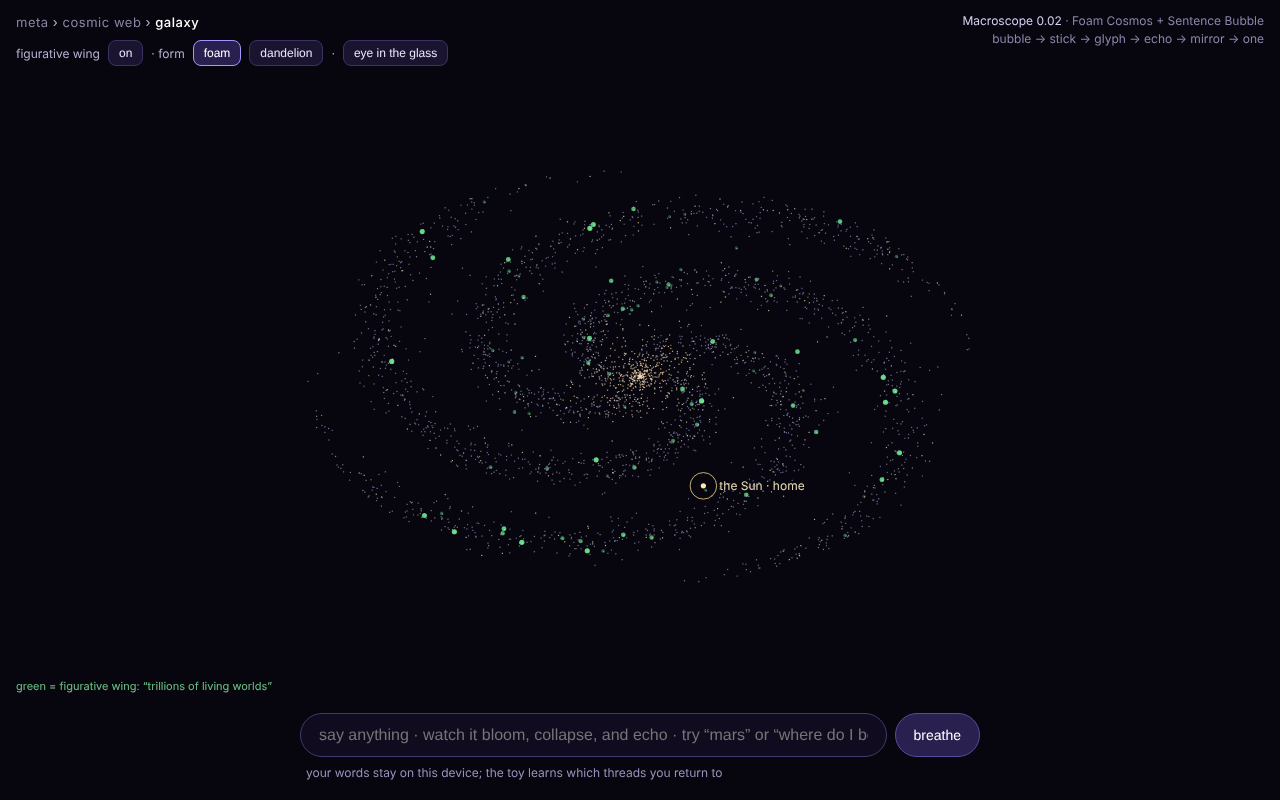 meta › cosmic web › galaxy
figurative wing on · form foam dandelion · eye in the glass
Macroscope 0.02 · Foam Cosmos + Sentence Bubble
bubble → stick → glyph → echo → mirror → one
the Sun · home
green = figurative wing: “trillions of living worlds”
say anything · watch it bloom, collapse, and echo · try “mars” or “where do I b
breathe
your words stay on this device; the toy learns which threads you return to